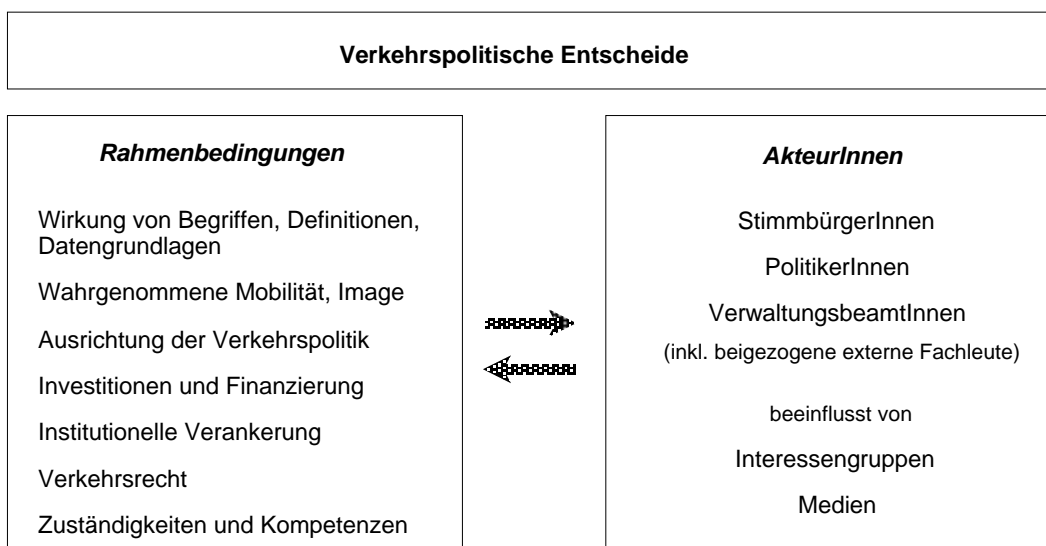 Verkehrspolitische Entscheide
Rahmenbedingungen
Wirkung von Begriffen, Definitionen,
Datengrundlagen
Wahrgenommene Mobilität, Image
Ausrichtung der Verkehrspolitik
Investitionen und Finanzierung
Institutionelle Verankerung
Verkehrsrecht
Zuständigkeiten und Kompetenzen
AkteurInnen
StimmbürgerInnen
PolitikerInnen
VerwaltungsbeamtInnen
(inkl. beigezogene externe Fachleute)
beeinflusst von
Interessengruppen
Medien